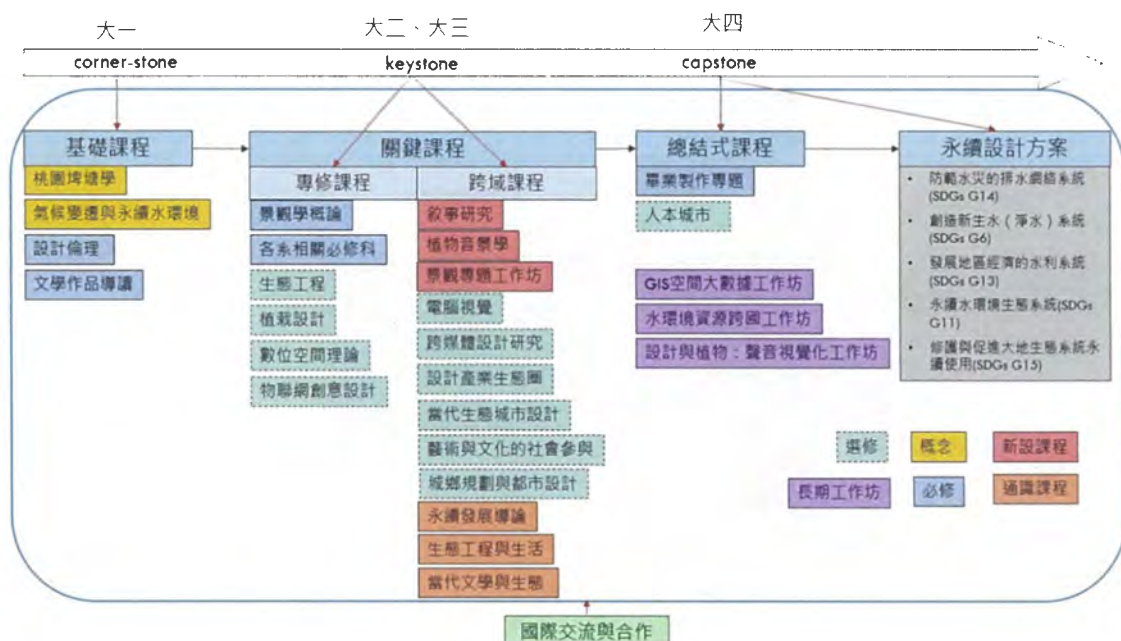 大一
大二、大三
大四
corner-stone
keystone
capstone
基礎課程
桃園埤塘學
氣候變遷與永續水環境
設計倫理
文學作品導讀
關鍵課程
專修課程
景觀學概論
各系相關必修科
生態工程
植栽設計
數位空間理論
物聯網創意設計
跨域課程
敘事研究
植物音景學
景觀專題工作坊
電腦視覺
跨媒體設計研究
設計產業生態圈
當代生態城市設計
藝術與文化的社會參與
城鄉規劃與都市設計
永續發展導論
生態工程與生活
當代文學與生態
總結式課程
畢業製作專題
人本城市
GIS空間大數據工作坊
水環境資源跨國工作坊
設計與植物：聲音視覺化工作坊
永續設計方案
• 防範水災的排水網絡系統
(SDGs G14)
• 創造新生水（淨水）系統
(SDGs G6)
• 發展地區經濟的水利系統
(SDGs G13)
• 永續水環境生態系統(SDGs
G11)
• 修護與促進大地生態系統永
續使用(SDGs G15)
選修
概念
新設課程
長期工作坊
必修
通識課程
國際交流與合作